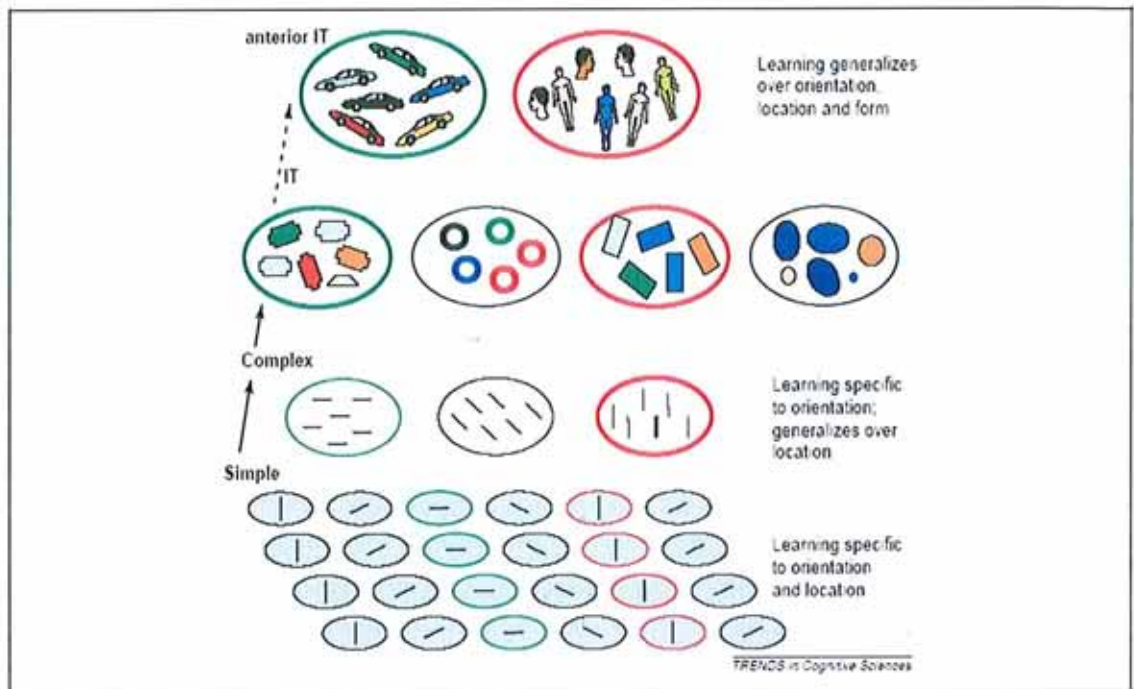 anterior IT
Learning generalizes
over orientation,
location and form
IT
Complex
Learning specific
to orientation;
generalizes over
location
Simple
Learning specific
to orientation
and location
TRENDS in Cognitive Sciences